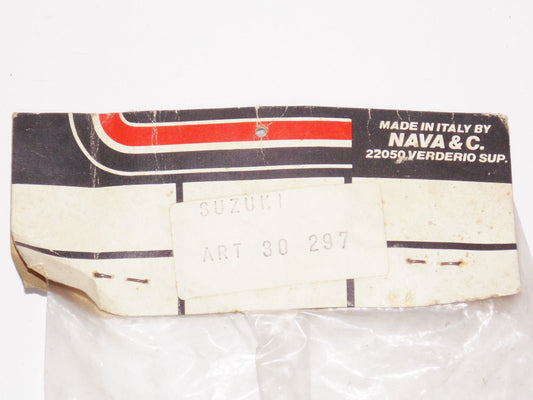 MADE IN ITALY BY
NAVA & C.
22050 VERDERIO SUP.
SUZUKI
ART 30 297